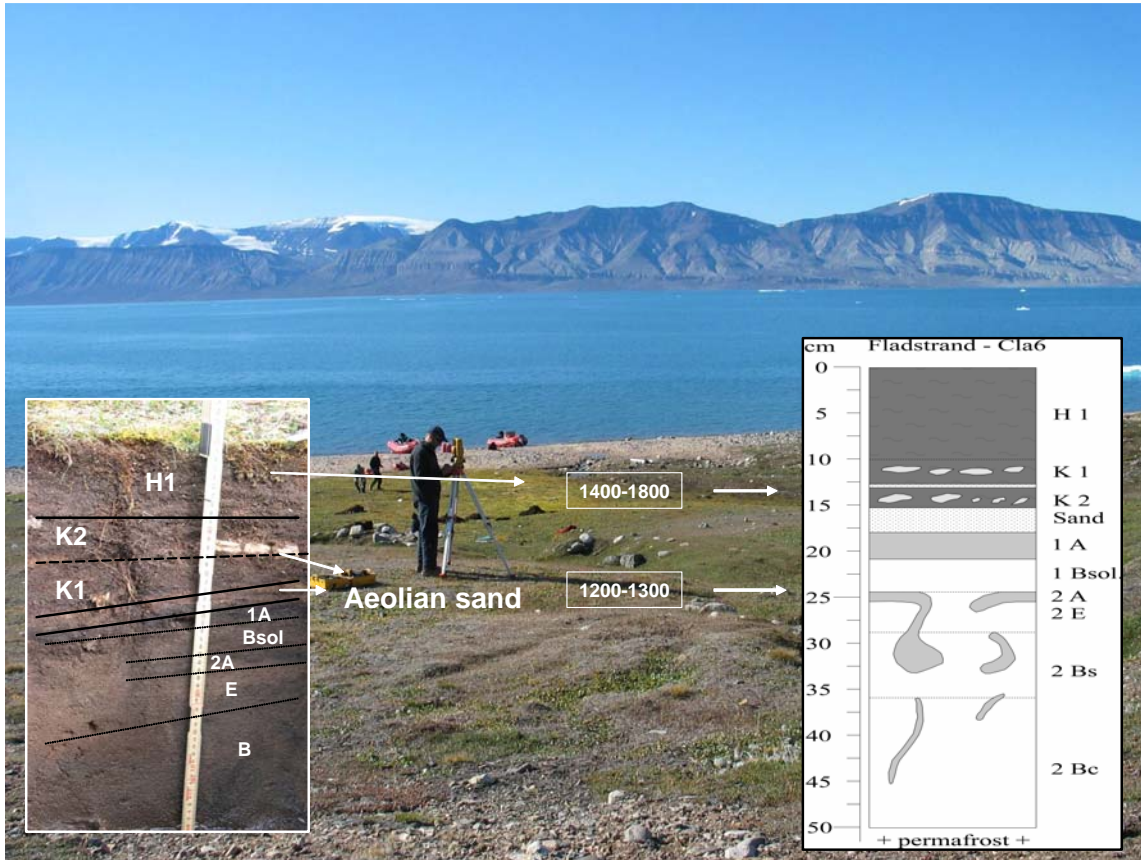 H1
K2
K1
1A
Bsol
2A
E
B
1400-1800
Aeolian sand
1200-1300
cm Fladstrand - Cla6
0
5
10
15
20
25
30
35
40
45
50
H 1
K 1
K 2
Sand
1 A
1 Bsol.
2 A
2 E
2 Bs
2 Bc
+ permafrost +